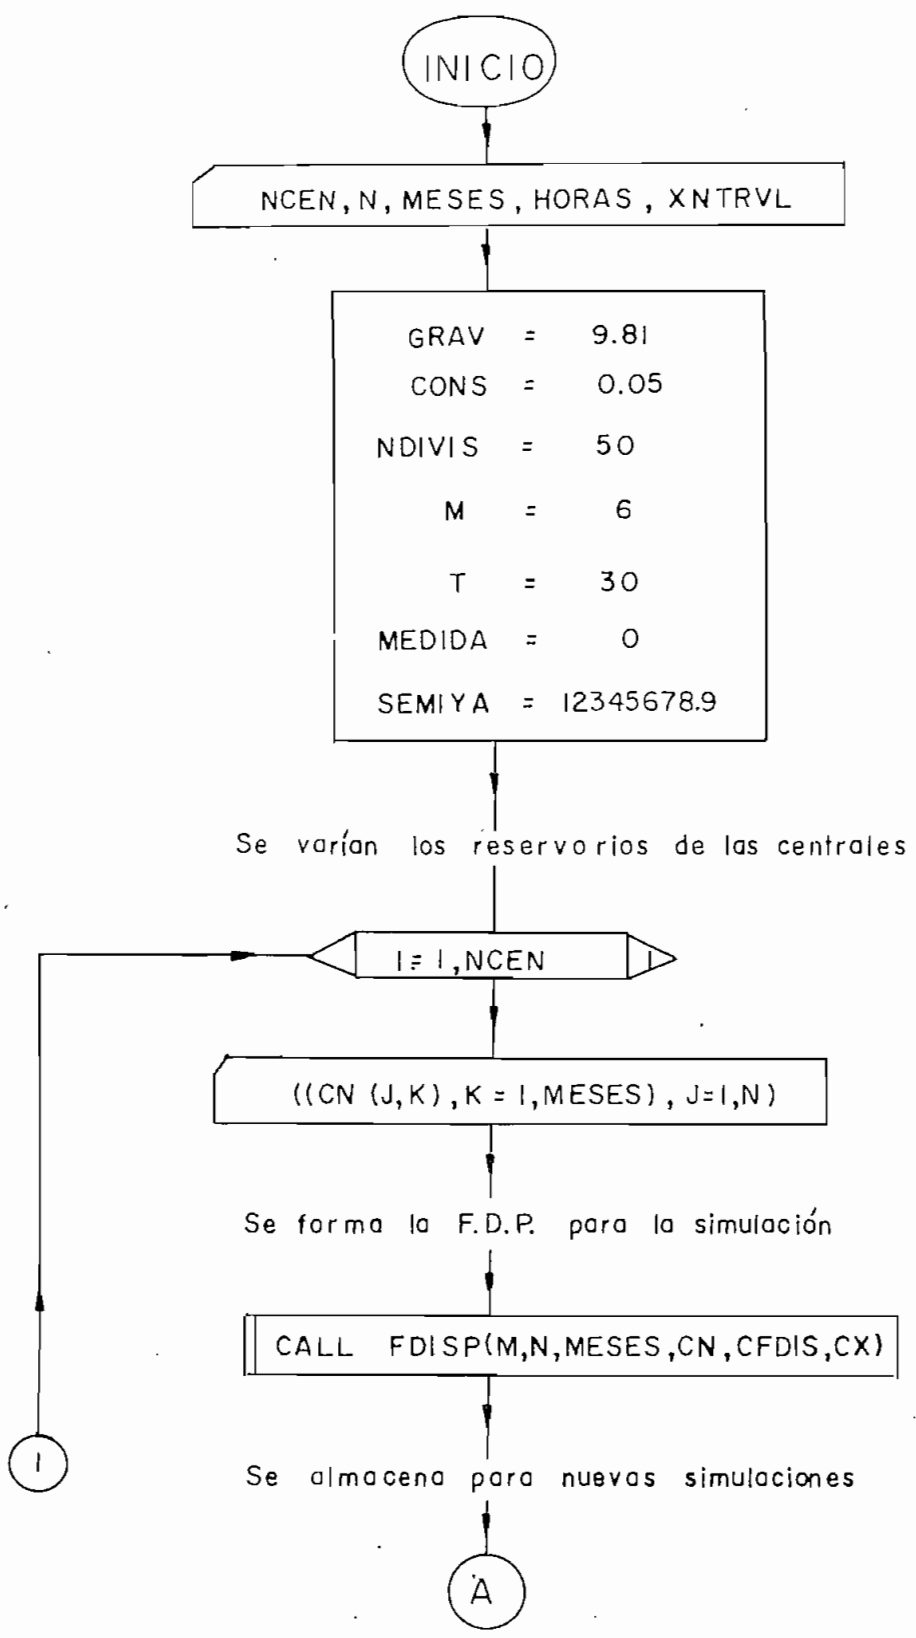 INICIO
NCEN, N, MESES, HORAS, XNTRVL
GRAV = 9.81
CONS = 0.05
NDIVIS = 50
M = 6
T = 30
MEDIDA = 0
SEMIYA = 12345678.9
Se varían los reservorios de las centrales
I = 1, NCEN 1
((CN (J,K), K = 1, MESES), J=1,N)
Se forma la F.D.P. para la simulación
CALL FDISP(M,N,MESES,CN,CFDIS,CX)
1
Se almacena para nuevas simulaciones
A